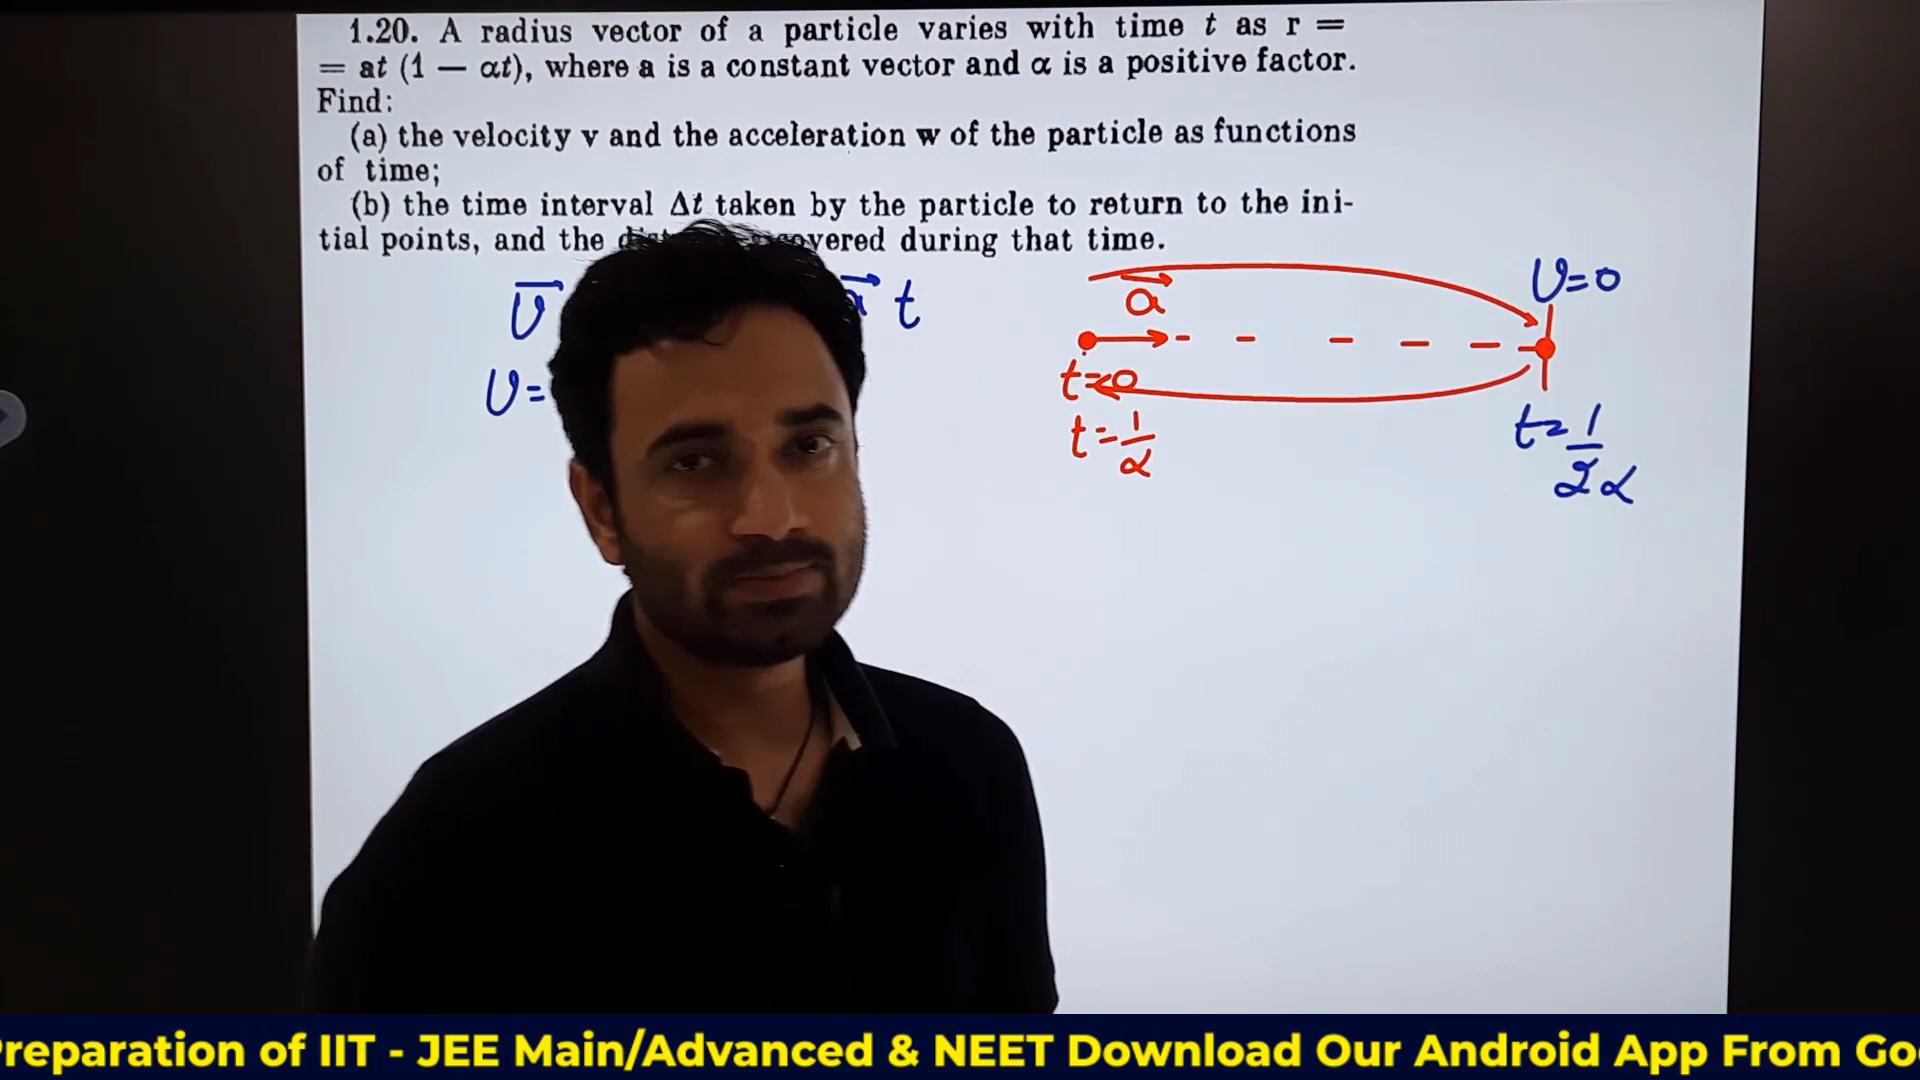 1.20. A radius vector of a particle varies with time t as r =
= at (1 — αt), where a is a constant vector and α is a positive factor.
Find:
(a) the velocity v and the acceleration w of the particle as functions
of time;
(b) the time interval Δt taken by the particle to return to the ini-
tial points, and the covered during that time.
v⃗ t
v=
a⃗
v=0
t=0
t=1/α
t=1/2α
Preparation of IIT - JEE Main/Advanced & NEET Download Our Android App From Goo